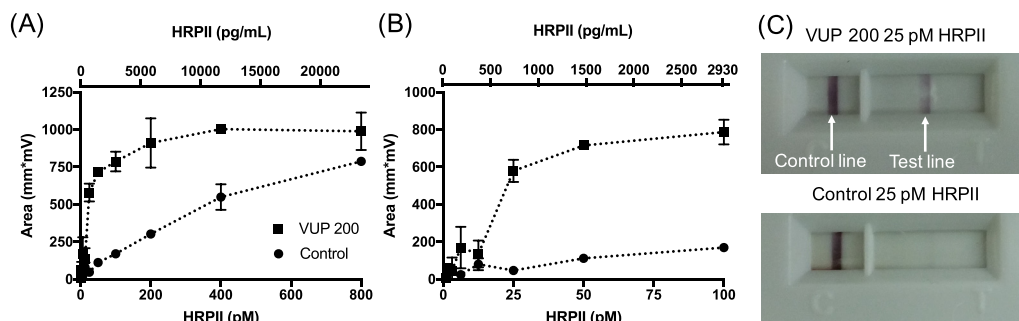 (A)
HRPII (pg/mL)
0 5000 10000 15000 20000
Area (mm*mV)
1250
1000
750
500
250
0
VUP 200
Control
0 200 400 600 800
HRPII (pM)
(B)
HRPII (pg/mL)
0 500 1000 1500 2000 2500 2930
Area (mm*mV)
1000
800
600
400
200
0
0 25 50 75 100
HRPII (pM)
(C)
VUP 200 25 pM HRPII
Control line
Test line
C T
Control 25 pM HRPII
C T